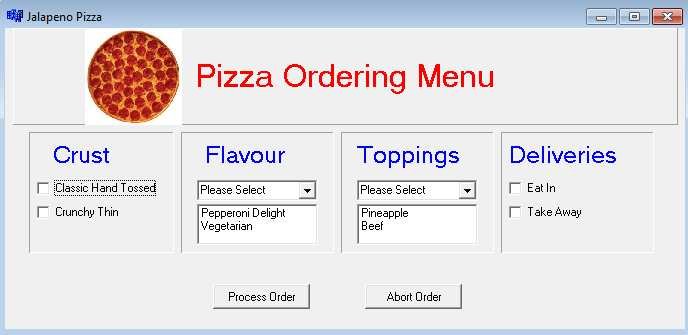 Jalapeno Pizza
Pizza Ordering Menu
Crust
Classic Hand Tossed
Crunchy Thin
Flavour
Please Select
Pepperoni Delight
Vegetarian
Toppings
Please Select
Pineapple
Beef
Deliveries
Eat In
Take Away
Process Order
Abort Order